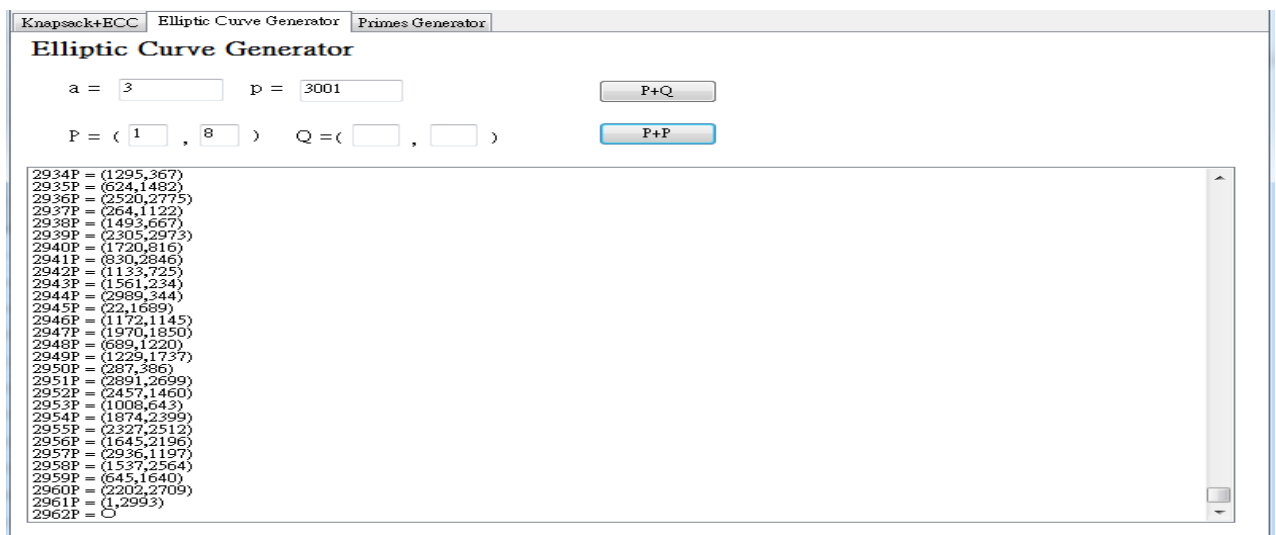 Knapsack+ECC Elliptic Curve Generator Primes Generator
Elliptic Curve Generator
a = 3 p = 3001 P+Q
P = ( 1 , 8 ) Q =( , ) P+P
2934P = (1295,367)
2935P = (624,1482)
2936P = (2520,2775)
2937P = (264,1122)
2938P = (1493,667)
2939P = (2305,2973)
2940P = (1720,816)
2941P = (830,2846)
2942P = (1133,725)
2943P = (1561,234)
2944P = (2989,344)
2945P = (22,1689)
2946P = (1172,1145)
2947P = (1970,1850)
2948P = (689,1220)
2949P = (1229,1737)
2950P = (287,386)
2951P = (2891,2699)
2952P = (2457,1460)
2953P = (1008,643)
2954P = (1874,2399)
2955P = (2327,2512)
2956P = (1645,2196)
2957P = (2936,1197)
2958P = (1537,2564)
2959P = (645,1640)
2960P = (2202,2709)
2961P = (1,2993)
2962P = O